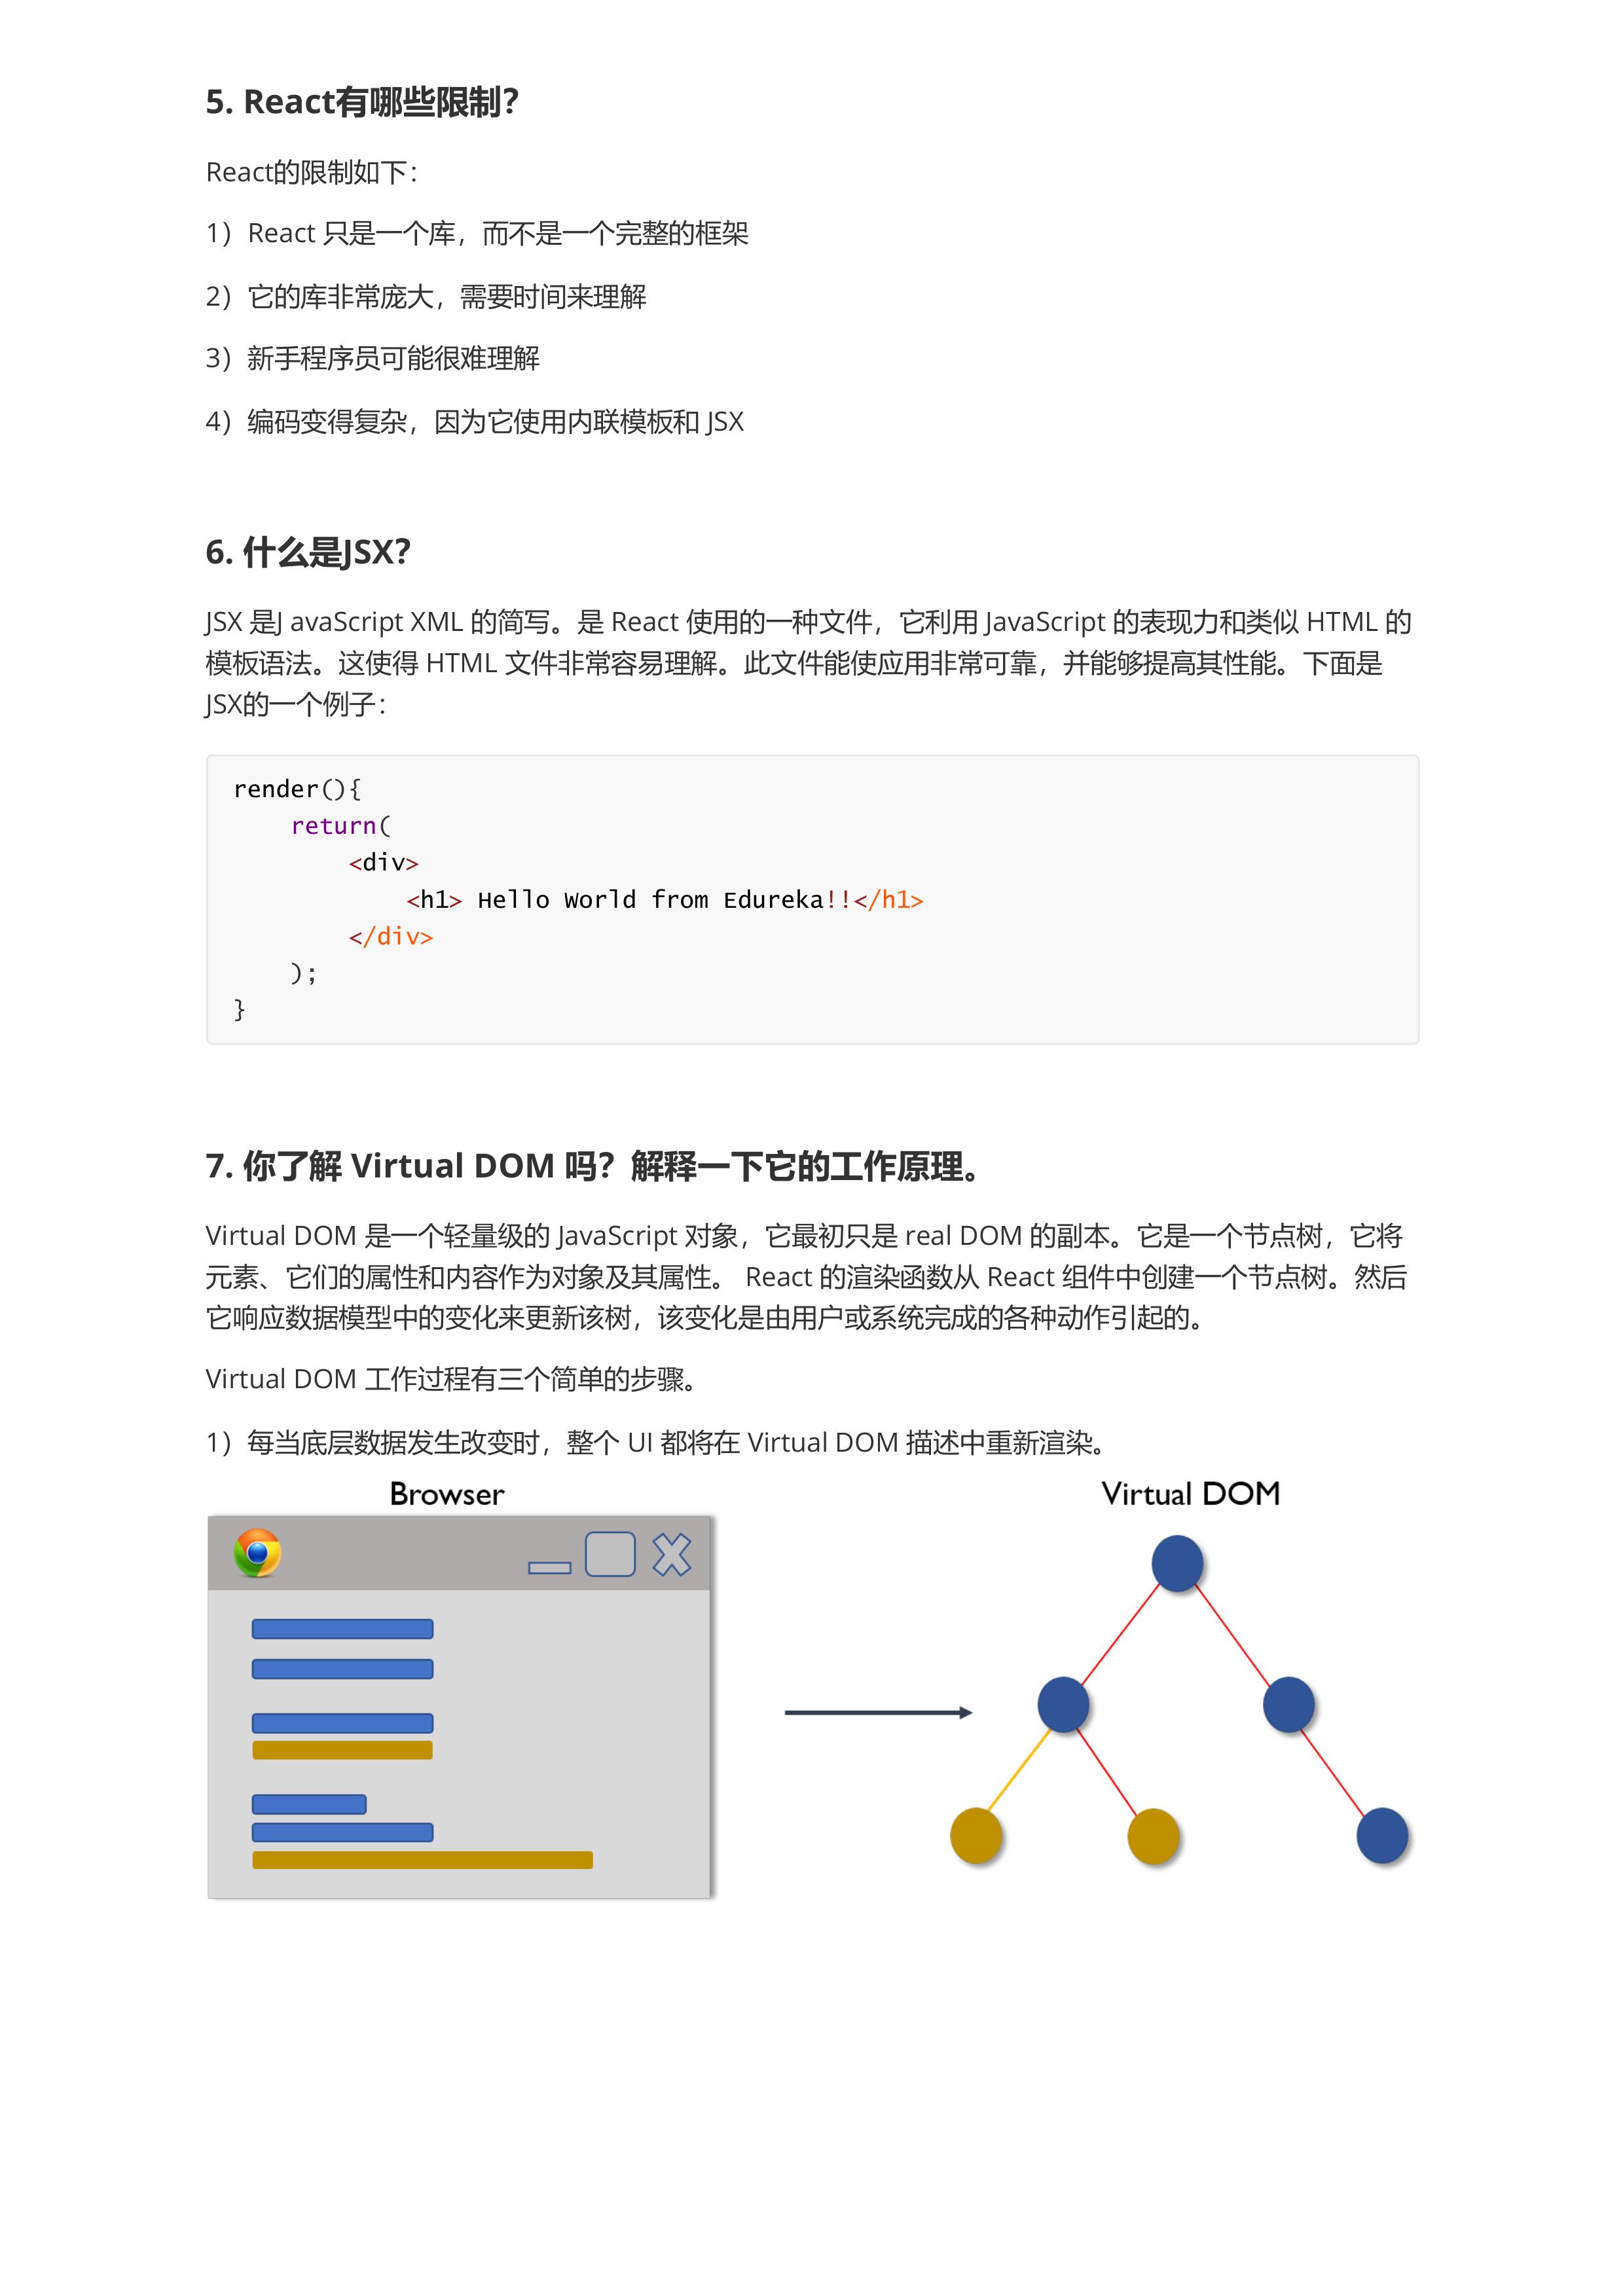 5. React有哪些限制？
React的限制如下：
1）React 只是一个库，而不是一个完整的框架
2）它的库非常庞大，需要时间来理解
3）新手程序员可能很难理解
4）编码变得复杂，因为它使用内联模板和 JSX
6. 什么是JSX？
JSX 是J avaScript XML 的简写。是 React 使用的一种文件，它利用 JavaScript 的表现力和类似 HTML 的
模板语法。这使得 HTML 文件非常容易理解。此文件能使应用非常可靠，并能够提高其性能。下面是
JSX的一个例子：
render(){
    return(
        <div>
            <h1> Hello World from Edureka!!</h1>
        </div>
    );
}
7. 你了解 Virtual DOM 吗？解释一下它的工作原理。
Virtual DOM 是一个轻量级的 JavaScript 对象，它最初只是 real DOM 的副本。它是一个节点树，它将
元素、它们的属性和内容作为对象及其属性。 React 的渲染函数从 React 组件中创建一个节点树。然后
它响应数据模型中的变化来更新该树，该变化是由用户或系统完成的各种动作引起的。
Virtual DOM 工作过程有三个简单的步骤。
1）每当底层数据发生改变时，整个 UI 都将在 Virtual DOM 描述中重新渲染。
Browser
Virtual DOM